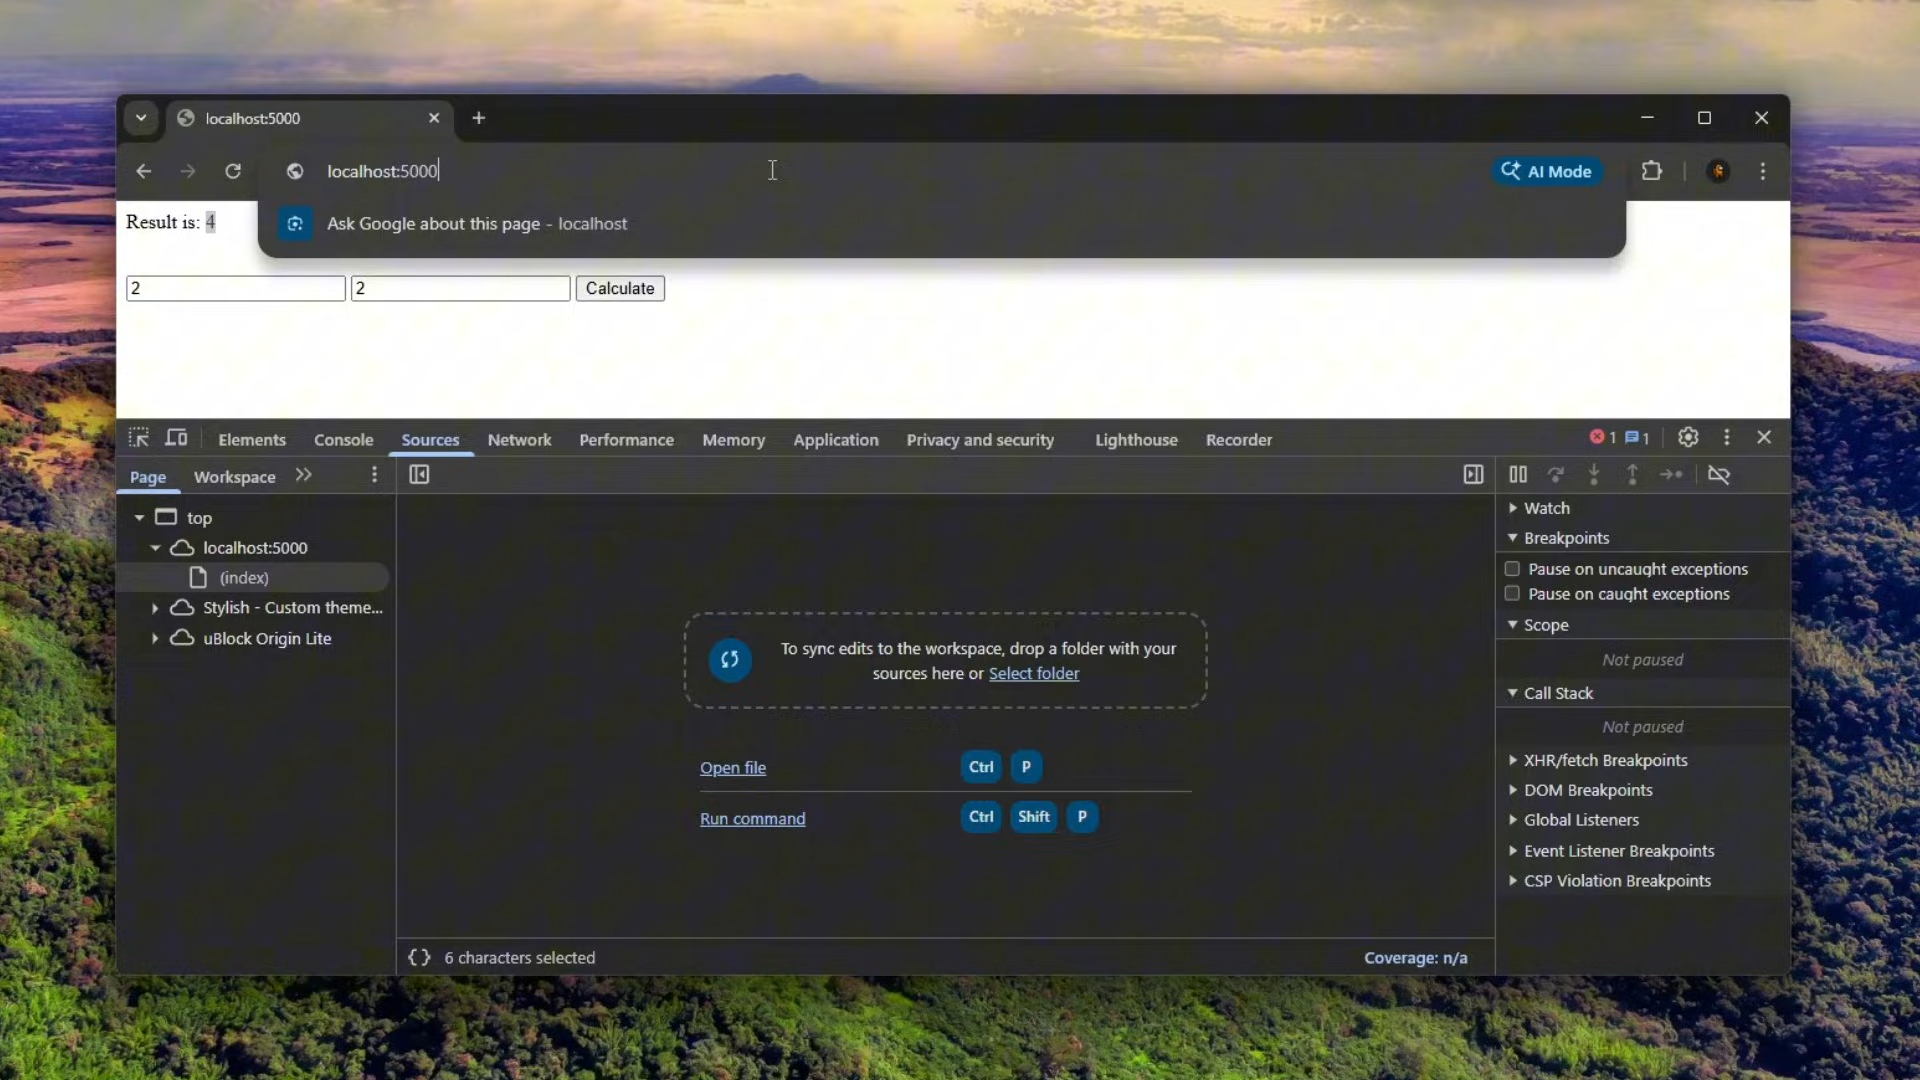 localhost:5000
localhost:5000
AI Mode
Ask Google about this page - localhost
Result is: 4
2 2 Calculate
Elements Console Sources Network Performance Memory Application Privacy and security Lighthouse Recorder 1 1
Page Workspace
top
localhost:5000
(index)
Stylish - Custom theme...
uBlock Origin Lite
To sync edits to the workspace, drop a folder with your
sources here or Select folder
Open file Ctrl P
Run command Ctrl Shift P
{ } 6 characters selected
Coverage: n/a
Watch
Breakpoints
Pause on uncaught exceptions
Pause on caught exceptions
Scope
Not paused
Call Stack
Not paused
XHR/fetch Breakpoints
DOM Breakpoints
Global Listeners
Event Listener Breakpoints
CSP Violation Breakpoints